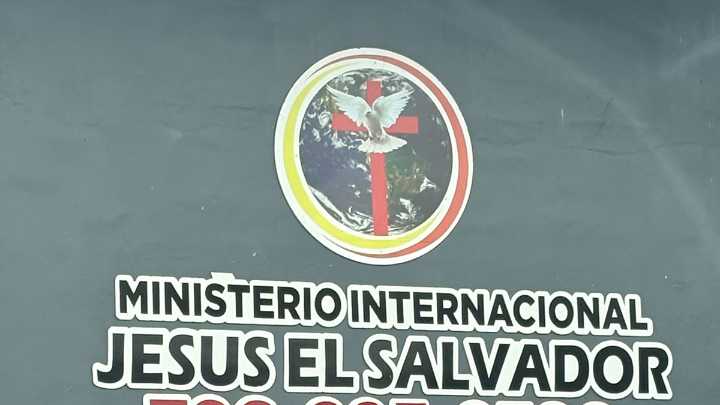 MINISTERIO INTERNACIONAL
JESUS EL SALVADOR